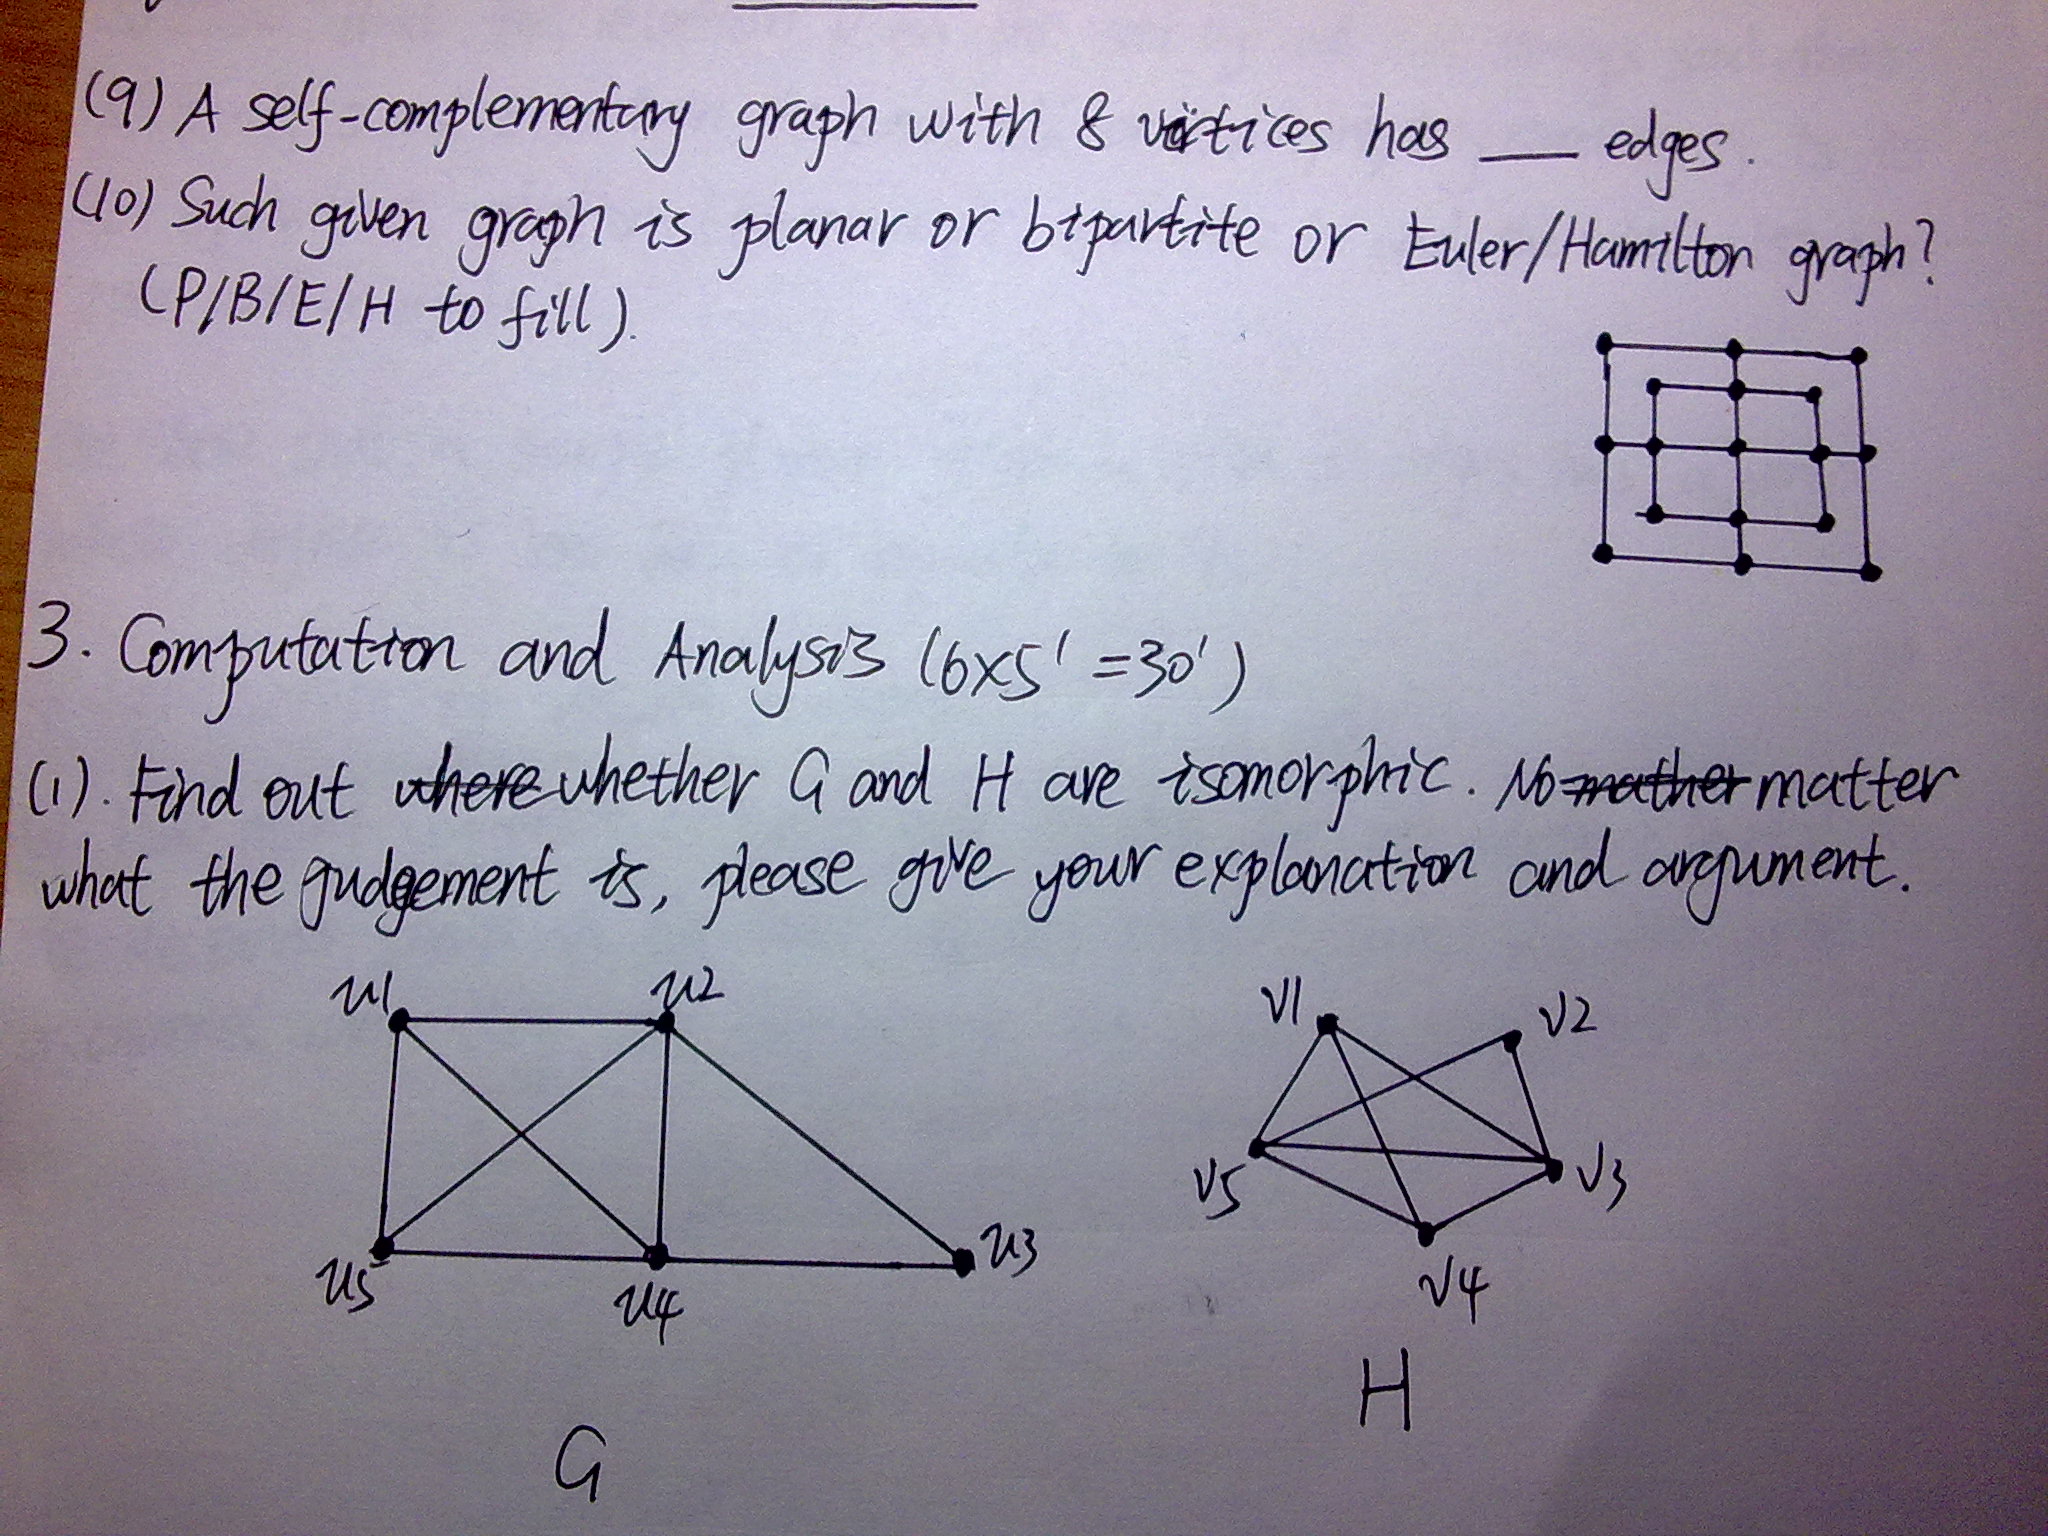 (9) A self-complementary graph with 8 vertices has ___ edges.
(10) Such given graph is planar or bipartite or Euler/Hamilton graph?
(P/B/E/H to fill).
3. Computation and Analysis (6x5' =30')
(1). Find out where whether G and H are isomorphic. No mather matter
what the gudgement is, please give your explanation and argument.
u1 u2 v1 v2
v5 v3
u5 u4 u3 v4
H
G